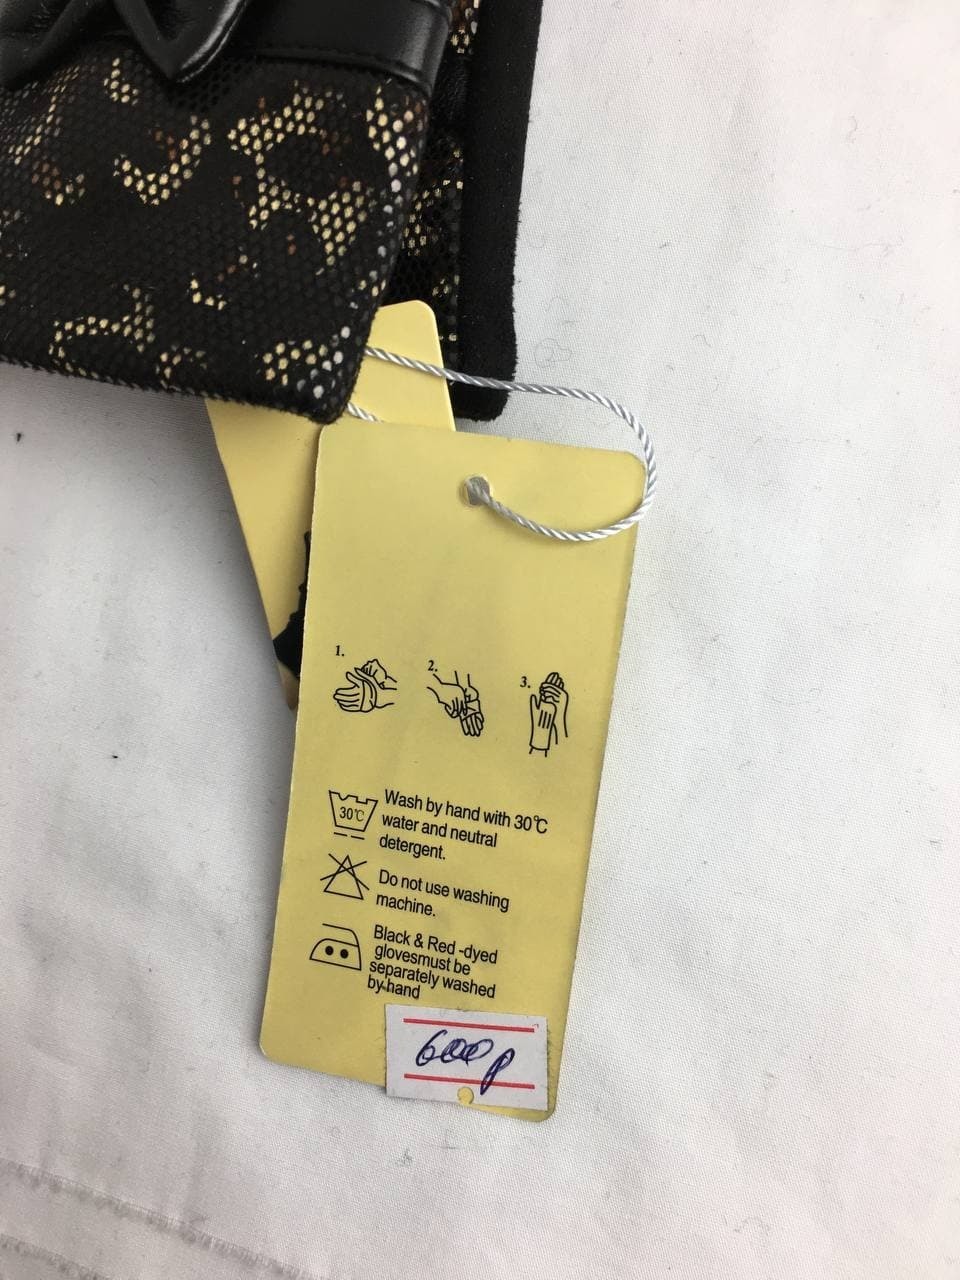 1.
2.
3.
30℃
Wash by hand with 30℃
water and neutral
detergent.
Do not use washing
machine.
Black & Red -dyed
glovesmust be
separately washed
by hand
600р